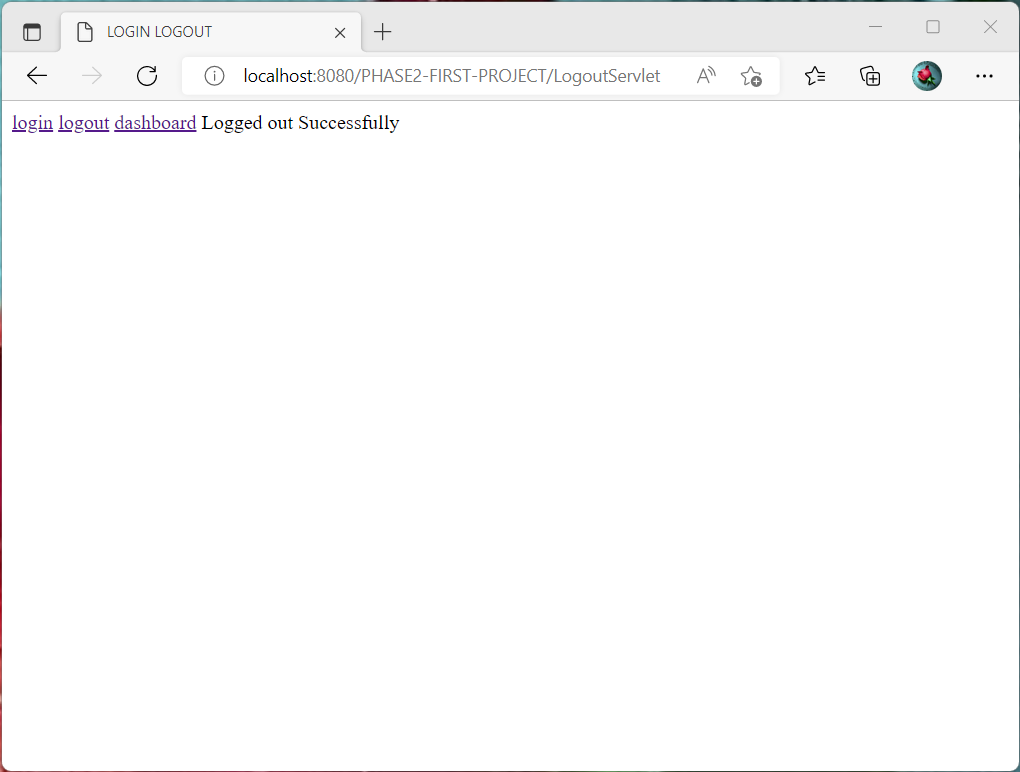 LOGIN LOGOUT
localhost:8080/PHASE2-FIRST-PROJECT/LogoutServlet
login logout dashboard Logged out Successfully